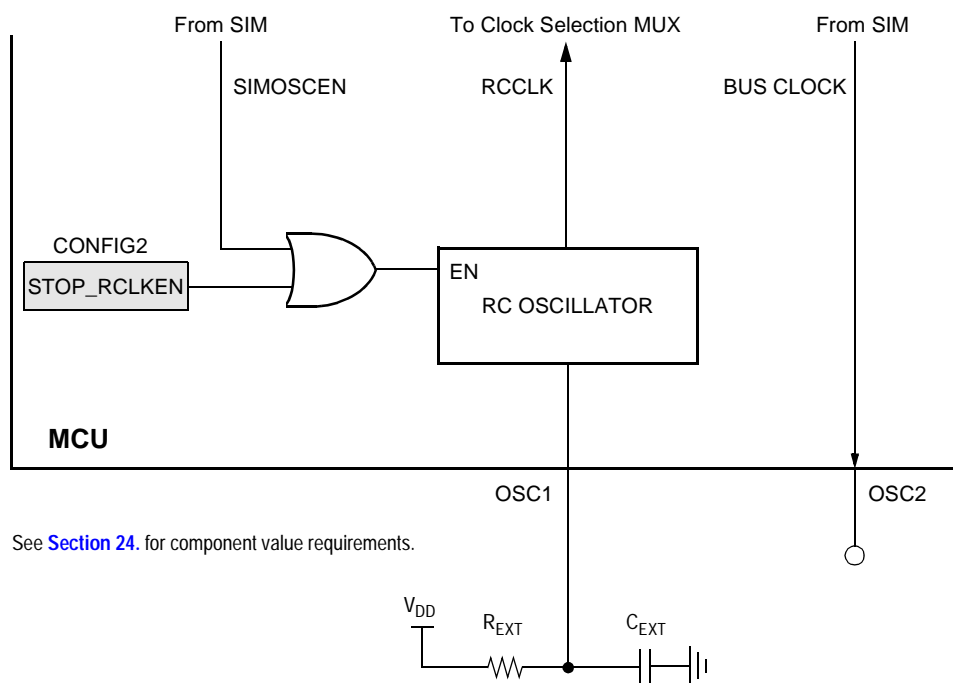 From SIM
To Clock Selection MUX
From SIM
SIMOSCEN
RCCLK
BUS CLOCK
CONFIG2
STOP_RCLKEN
EN
RC OSCILLATOR
MCU
OSC1
OSC2
See Section 24. for component value requirements.
VDD
REXT
CEXT